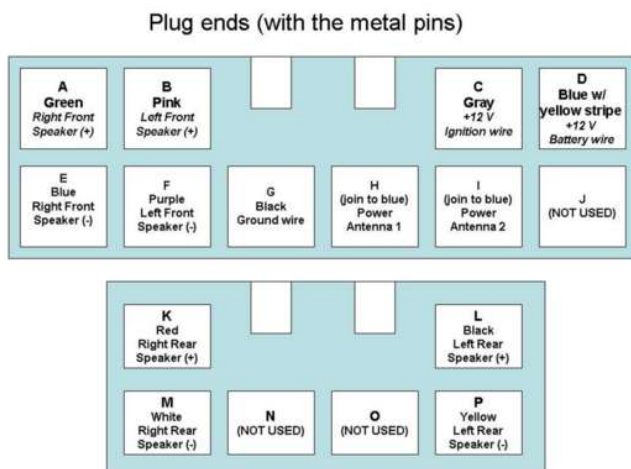 Plug ends (with the metal pins)
A
Green
Right Front
Speaker (+)
B
Pink
Left Front
Speaker (+)
C
Gray
+12 V
Ignition wire
D
Blue w/
yellow stripe
+12 V
Battery wire
E
Blue
Right Front
Speaker (-)
F
Purple
Left Front
Speaker (-)
G
Black
Ground wire
H
(join to blue)
Power
Antenna 1
I
(join to blue)
Power
Antenna 2
J
(NOT USED)
K
Red
Right Rear
Speaker (+)
L
Black
Left Rear
Speaker (+)
M
White
Right Rear
Speaker (-)
N
(NOT USED)
O
(NOT USED)
P
Yellow
Left Rear
Speaker (-)